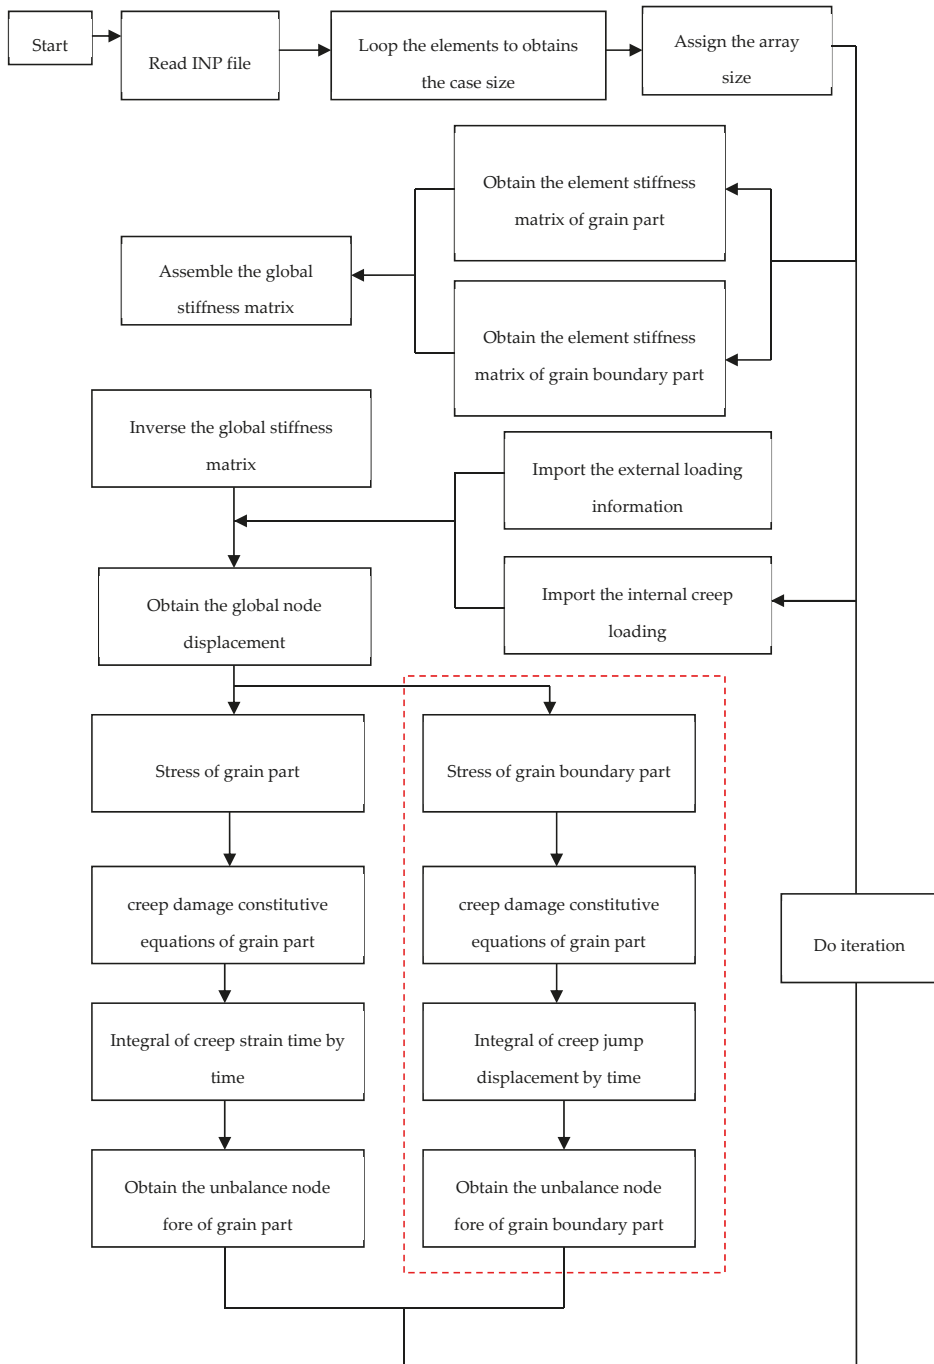 Start
Read INP file
Loop the elements to obtains
the case size
Assign the array
size
Obtain the element stiffness
matrix of grain part
Assemble the global
stiffness matrix
Obtain the element stiffness
matrix of grain boundary part
Inverse the global stiffness
matrix
Import the external loading
information
Obtain the global node
displacement
Import the internal creep
loading
Stress of grain part
Stress of grain boundary part
creep damage constitutive
equations of grain part
creep damage constitutive
equations of grain part
Do iteration
Integral of creep strain time by
time
Integral of creep jump
displacement by time
Obtain the unbalance node
fore of grain part
Obtain the unbalance node
fore of grain boundary part